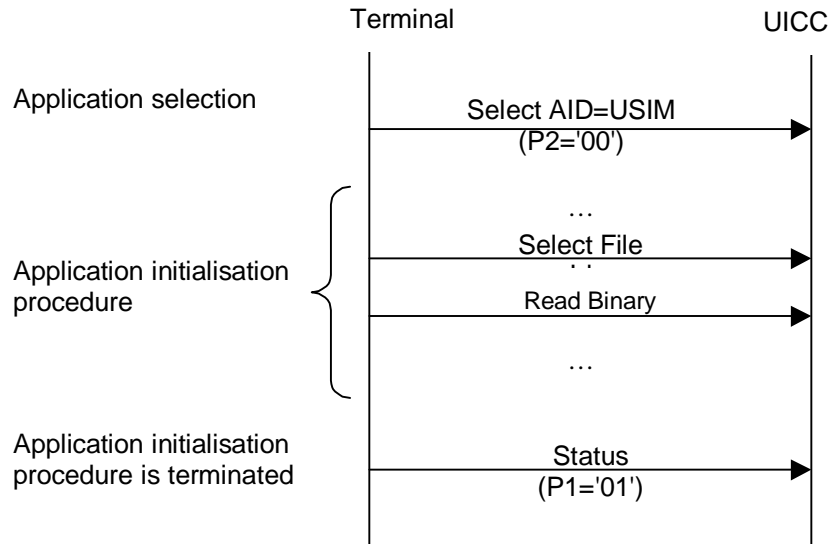 Terminal
UICC
Application selection
Select AID=USIM
(P2='00')
...
Select File
. .
Application initialisation
procedure
Read Binary
...
Application initialisation
procedure is terminated
Status
(P1='01')